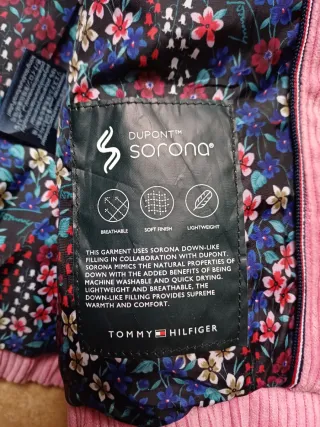 DUPONT™
sorona®
BREATHABLE
SOFT FINISH
LIGHTWEIGHT
THIS GARMENT USES SORONA DOWN-LIKE
FILLING IN COLLABORATION WITH DUPONT.
SORONA MIMICS THE NATURAL PROPERTIES OF
DOWN WITH THE ADDED BENEFITS OF BEING
MACHINE WASHABLE AND QUICK DRYING.
LIGHTWEIGHT AND BREATHABLE, THE
DOWN-LIKE FILLING PROVIDES SUPREME
WARMTH AND COMFORT.
TOMMY HILFIGER